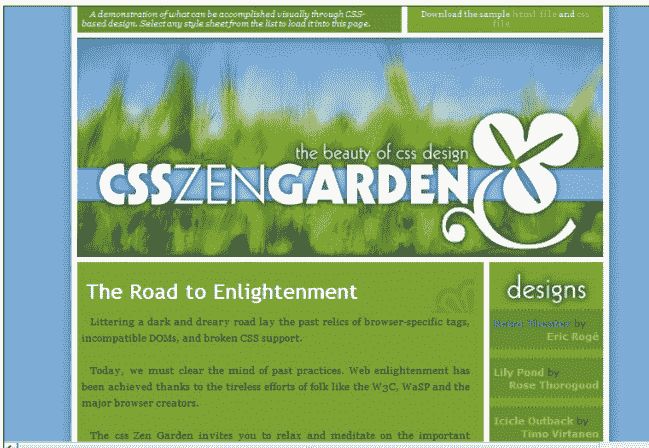 A demonstration of what can be accomplished visually through CSS-
based design. Select any style sheet from the list to load it into this page.
Download the sample html file and css
file
the beauty of css design
CSSZENGARDEN
The Road to Enlightenment
Littering a dark and dreary road lay the past relics of browser-specific tags,
incompatible DOMs, and broken CSS support.
Today, we must clear the mind of past practices. Web enlightenment has
been achieved thanks to the tireless efforts of folk like the W3C, WaSP and the
major browser creators.
The css Zen Garden invites you to relax and meditate on the important
designs
Retro Theater by
Eric Rogé
Lily Pond by
Rose Thorogood
Icicle Outback by
Timo Virtanen